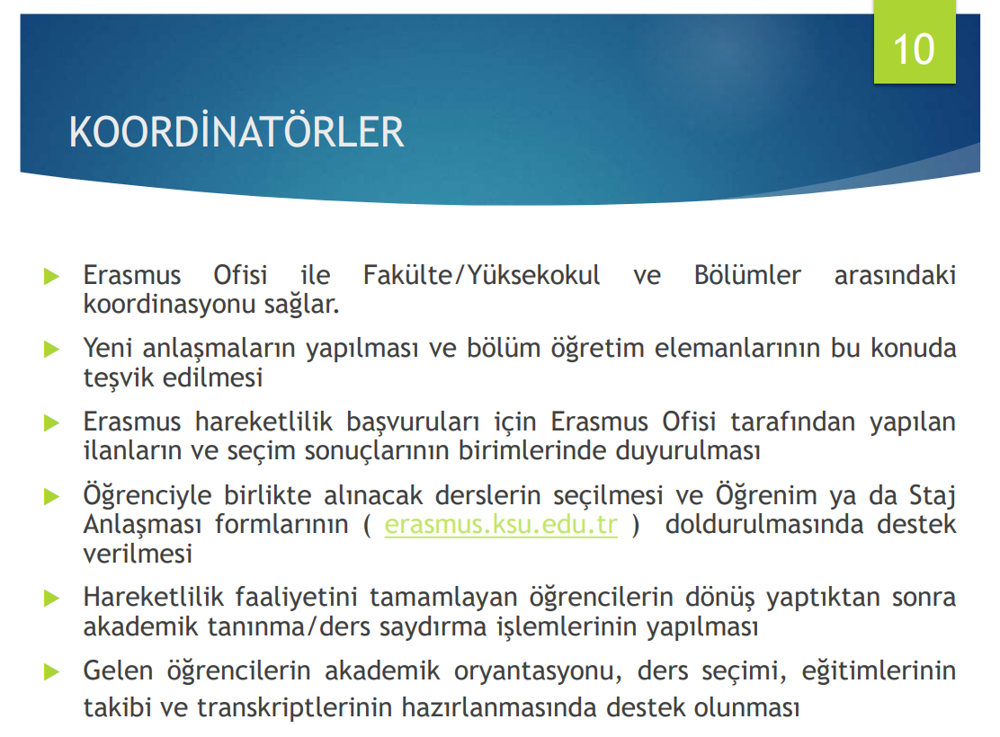 10
KOORDİNATÖRLER
Erasmus Ofisi ile Fakülte/Yüksekokul ve Bölümler arasındaki
koordinasyonu sağlar.
Yeni anlaşmaların yapılması ve bölüm öğretim elemanlarının bu konuda
teşvik edilmesi
Erasmus hareketlilik başvuruları için Erasmus Ofisi tarafından yapılan
ilanların ve seçim sonuçlarının birimlerinde duyurulması
Öğrenciyle birlikte alınacak derslerin seçilmesi ve Öğrenim ya da Staj
Anlaşması formlarının ( erasmus.ksu.edu.tr ) doldurulmasında destek
verilmesi
Hareketlilik faaliyetini tamamlayan öğrencilerin dönüş yaptıktan sonra
akademik tanınma/ders saydırma işlemlerinin yapılması
Gelen öğrencilerin akademik oryantasyonu, ders seçimi, eğitimlerinin
takibi ve transkriptlerinin hazırlanmasında destek olunması